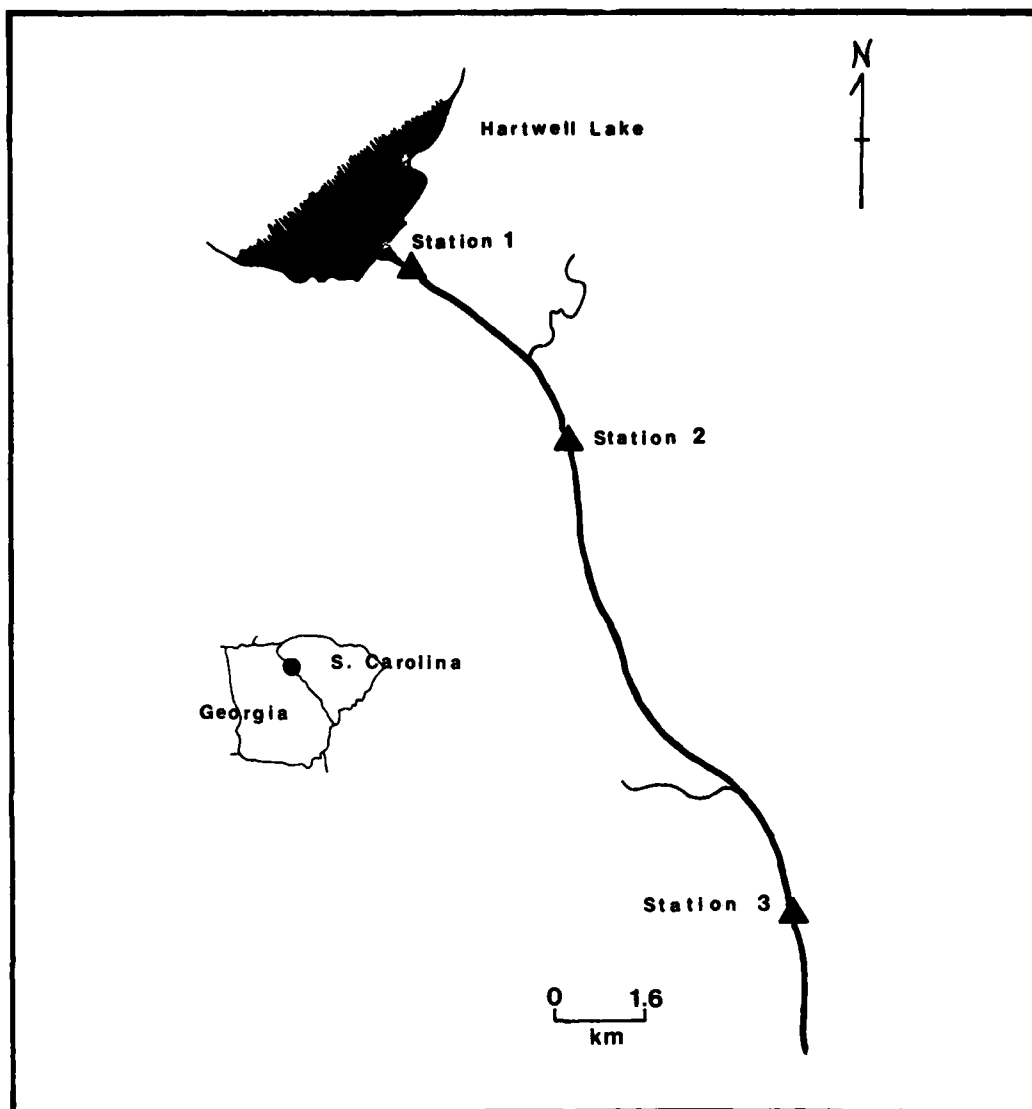 N
Hartwell Lake
Station 1
Station 2
S. Carolina
Georgia
Station 3
0 1.6
km